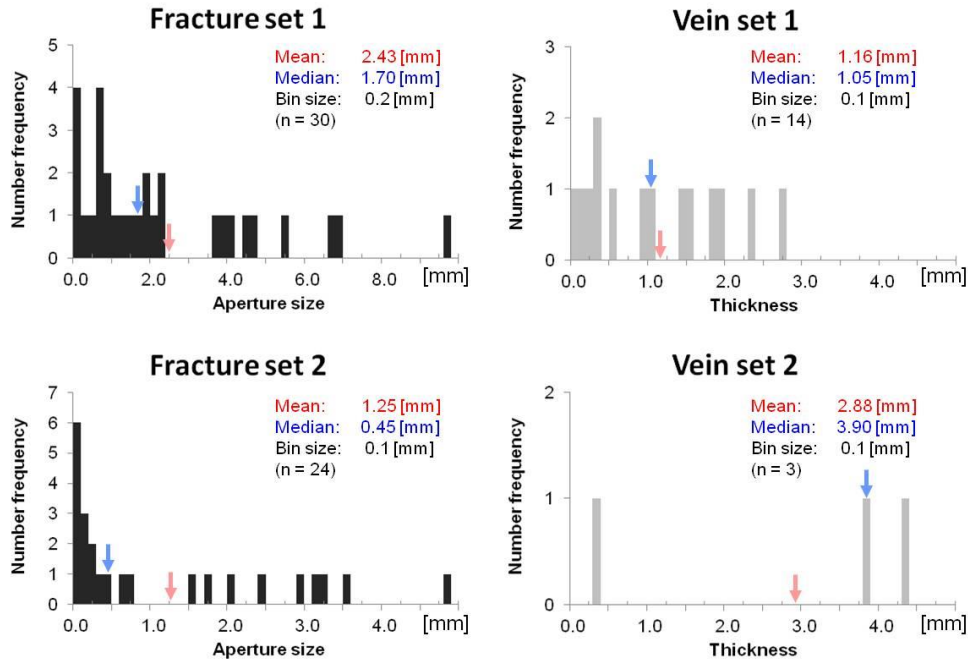 Fracture set 1
Mean: 2.43 [mm]
Median: 1.70 [mm]
Bin size: 0.2 [mm]
(n = 30)
Number frequency
5
4
3
2
1
0
0.0 2.0 4.0 6.0 8.0 [mm]
Aperture size
Vein set 1
Mean: 1.16 [mm]
Median: 1.05 [mm]
Bin size: 0.1 [mm]
(n = 14)
Number frequency
3
2
1
0
0.0 1.0 2.0 3.0 4.0 [mm]
Thickness
Fracture set 2
Mean: 1.25 [mm]
Median: 0.45 [mm]
Bin size: 0.1 [mm]
(n = 24)
Number frequency
7
6
5
4
3
2
1
0
0.0 1.0 2.0 3.0 4.0 [mm]
Aperture size
Vein set 2
Mean: 2.88 [mm]
Median: 3.90 [mm]
Bin size: 0.1 [mm]
(n = 3)
Number frequency
2
1
0
0.0 1.0 2.0 3.0 4.0 [mm]
Thickness